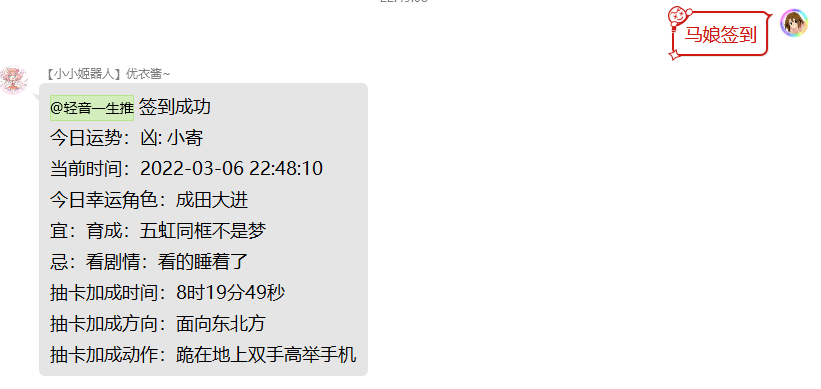 马娘签到
【小小姬器人】优衣酱~
@轻音一生推 签到成功
今日运势：凶: 小寄
当前时间：2022-03-06 22:48:10
今日幸运角色：成田大进
宜：育成：五虹同框不是梦
忌：看剧情：看的睡着了
抽卡加成时间：8时19分49秒
抽卡加成方向：面向东北方
抽卡加成动作：跪在地上双手高举手机